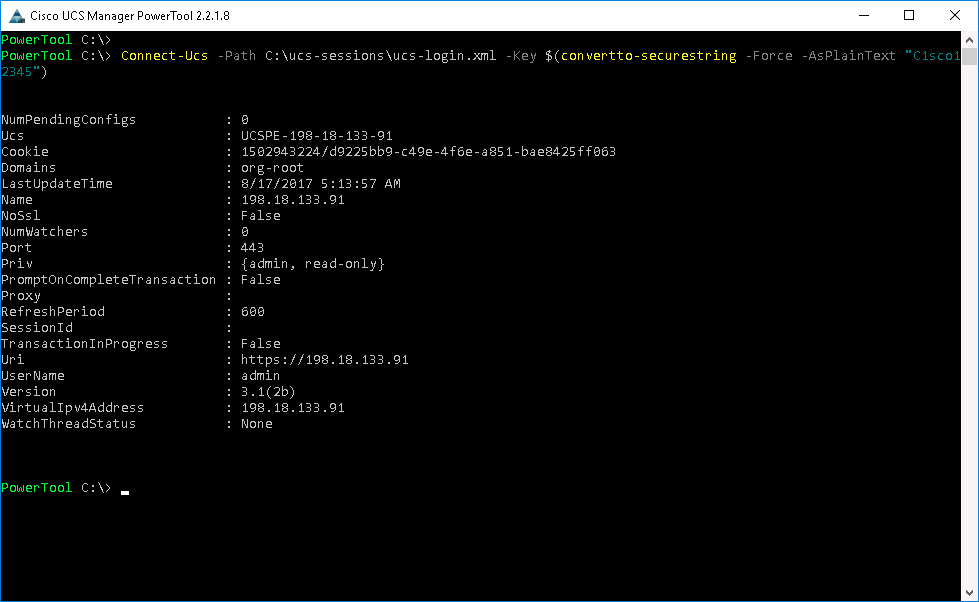 Cisco UCS Manager PowerTool 2.2.1.8
PowerTool C:\>
PowerTool C:\> Connect-Ucs -Path C:\ucs-sessions\ucs-login.xml -Key $(convertto-securestring -Force -AsPlainText "C1sco1
2345")
NumPendingConfigs : 0
Ucs : UCSPE-198-18-133-91
Cookie : 1502943224/d9225bb9-c49e-4f6e-a851-bae8425ff063
Domains : org-root
LastUpdateTime : 8/17/2017 5:13:57 AM
Name : 198.18.133.91
NoSsl : False
NumWatchers : 0
Port : 443
Priv : {admin, read-only}
PromptOnCompleteTransaction : False
Proxy :
RefreshPeriod : 600
SessionId :
TransactionInProgress : False
Uri : https://198.18.133.91
UserName : admin
Version : 3.1(2b)
VirtualIpv4Address : 198.18.133.91
WatchThreadStatus : None
PowerTool C:\>